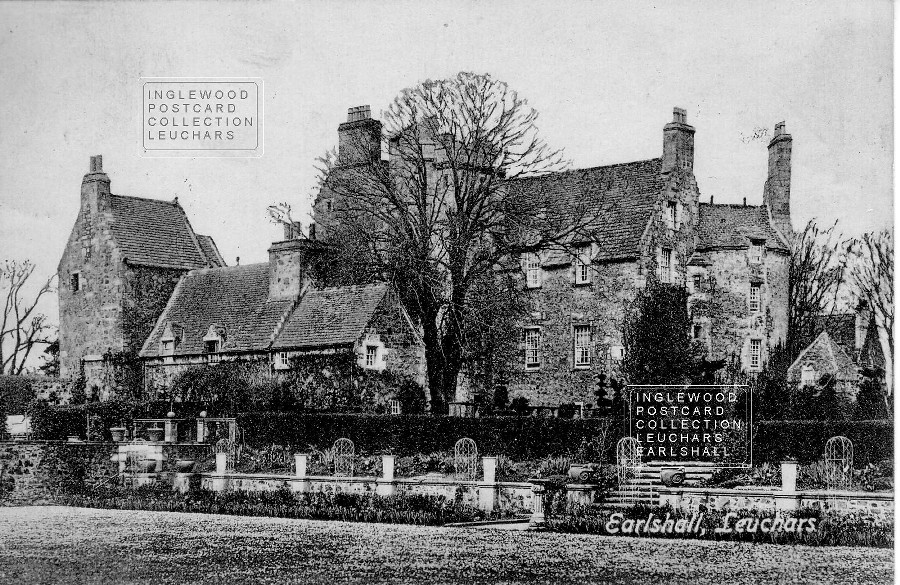 INGLEWOOD
POSTCARD
COLLECTION
LEUCHARS
INGLEWOOD
POSTCARD
COLLECTION
LEUCHARS
EARLSHALL
Earlshall, Leuchars